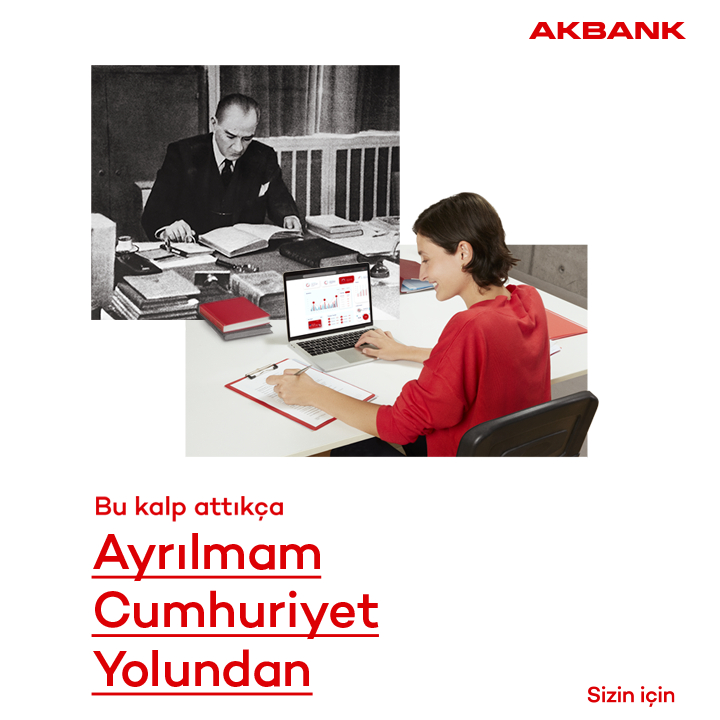 AKBANK
Bu kalp attıkça
Ayrılmam
Cumhuriyet
Yolundan
Sizin için